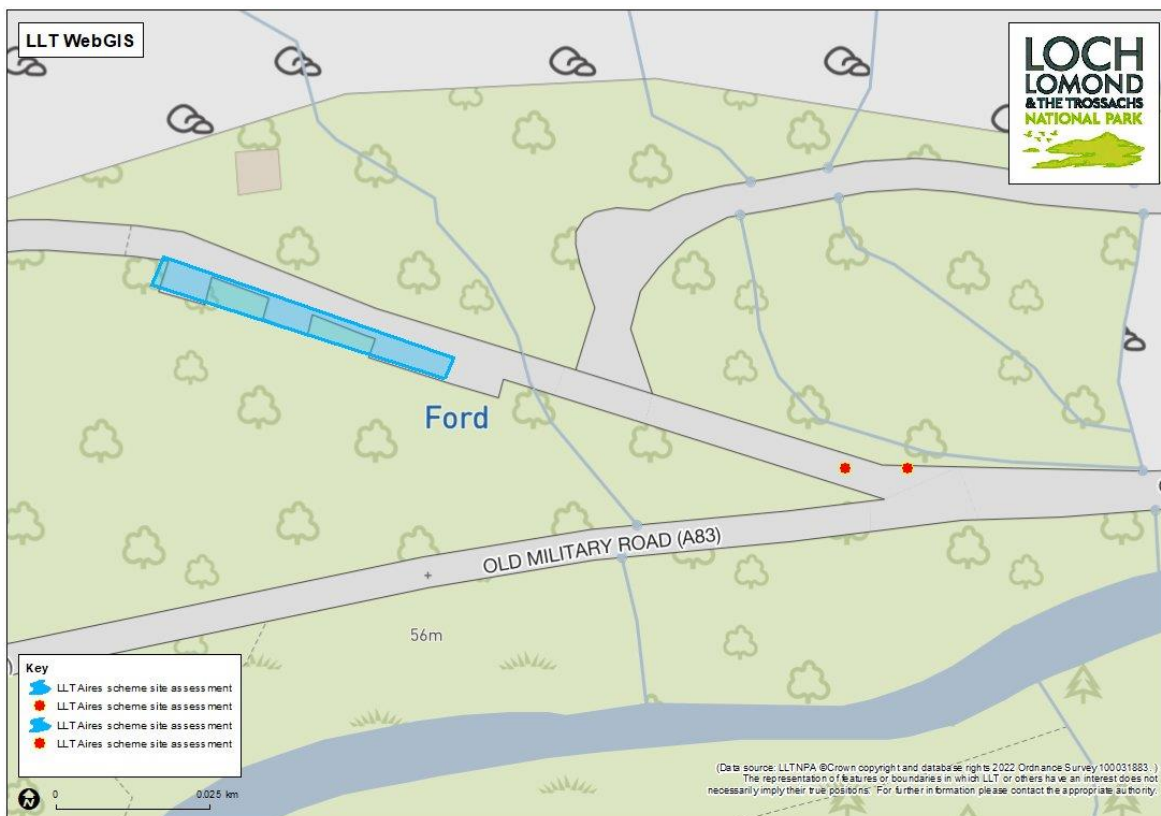 LLT WebGIS
LOCH
LOMOND
& THE TROSSACHS
NATIONAL PARK
Ford
OLD MILITARY ROAD (A83)
56m
Key
LLT Aires scheme site assessment
LLT Aires scheme site assessment
LLT Aires scheme site assessment
LLT Aires scheme site assessment
N
0 0.025 km
(Data source: LLTNPA ©Crown copyright and database rights 2022 Ordnance Survey 100031883. )
The representation of features or boundaries in which LLT or others have an interest does not
necessarily imply their true positions. For further information please contact the appropriate authority.